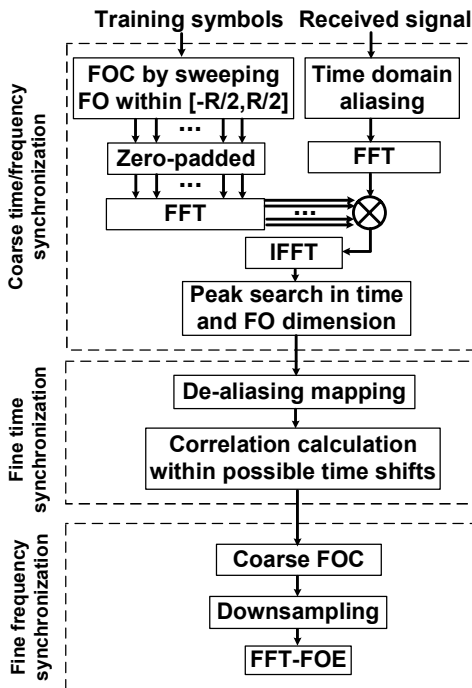 Training symbols
Received signal
Coarse time/frequency
synchronization
FOC by sweeping
FO within [-R/2,R/2]
Time domain
aliasing
...
Zero-padded
FFT
...
FFT
...
IFFT
Peak search in time
and FO dimension
Fine time
synchronization
De-aliasing mapping
Correlation calculation
within possible time shifts
Fine frequency
synchronization
Coarse FOC
Downsampling
FFT-FOE